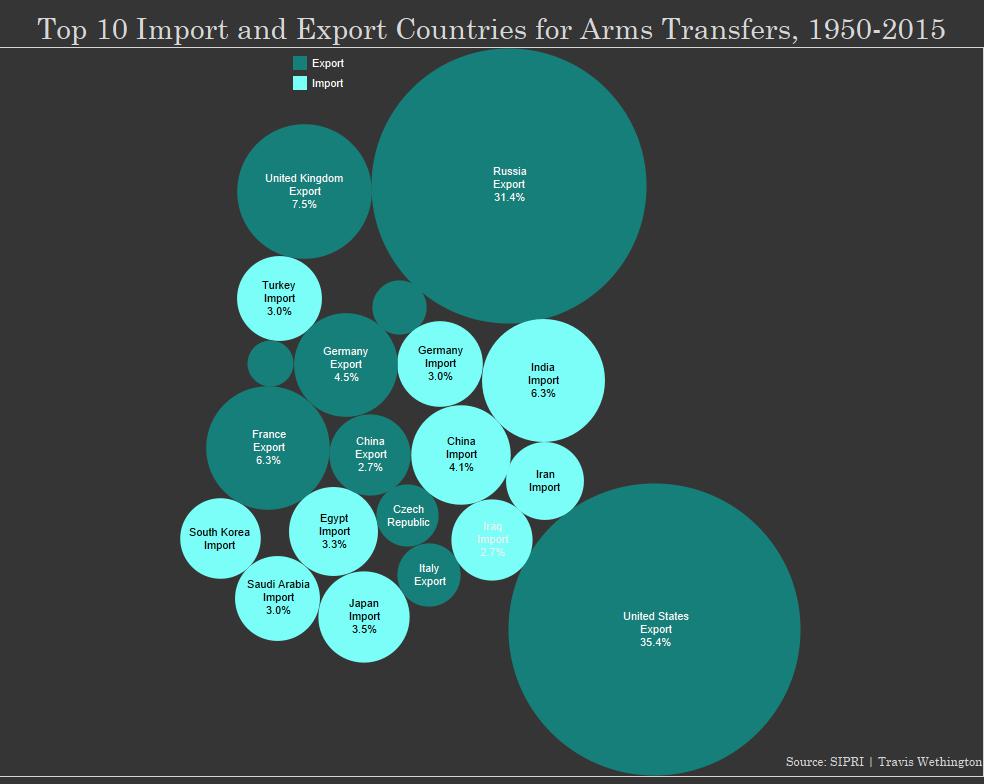 Top 10 Import and Export Countries for Arms Transfers, 1950-2015
Export
Import
Russia
Export
31.4%
United Kingdom
Export
7.5%
Turkey
Import
3.0%
Germany
Export
4.5%
Germany
Import
3.0%
India
Import
6.3%
France
Export
6.3%
China
Export
2.7%
China
Import
4.1%
Iran
Import
Czech
Republic
South Korea
Import
Egypt
Import
3.3%
Iraq
Import
2.7%
Italy
Export
Saudi Arabia
Import
3.0%
Japan
Import
3.5%
United States
Export
35.4%
Source: SIPRI | Travis Wethington